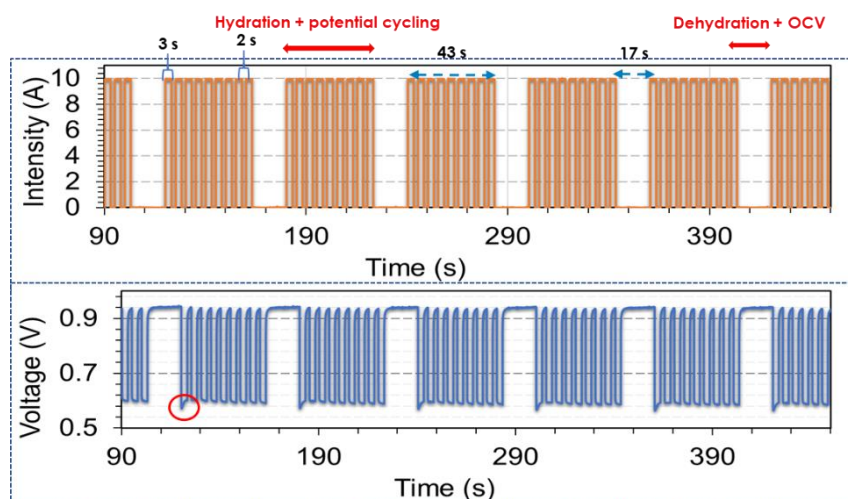 Hydration + potential cycling
Dehydration + OCV
3 s
2 s
43 s
17 s
Intensity (A)
10
8
6
4
2
0
90
190
290
390
Time (s)
Voltage (V)
0.9
0.7
0.5
90
190
290
390
Time (s)